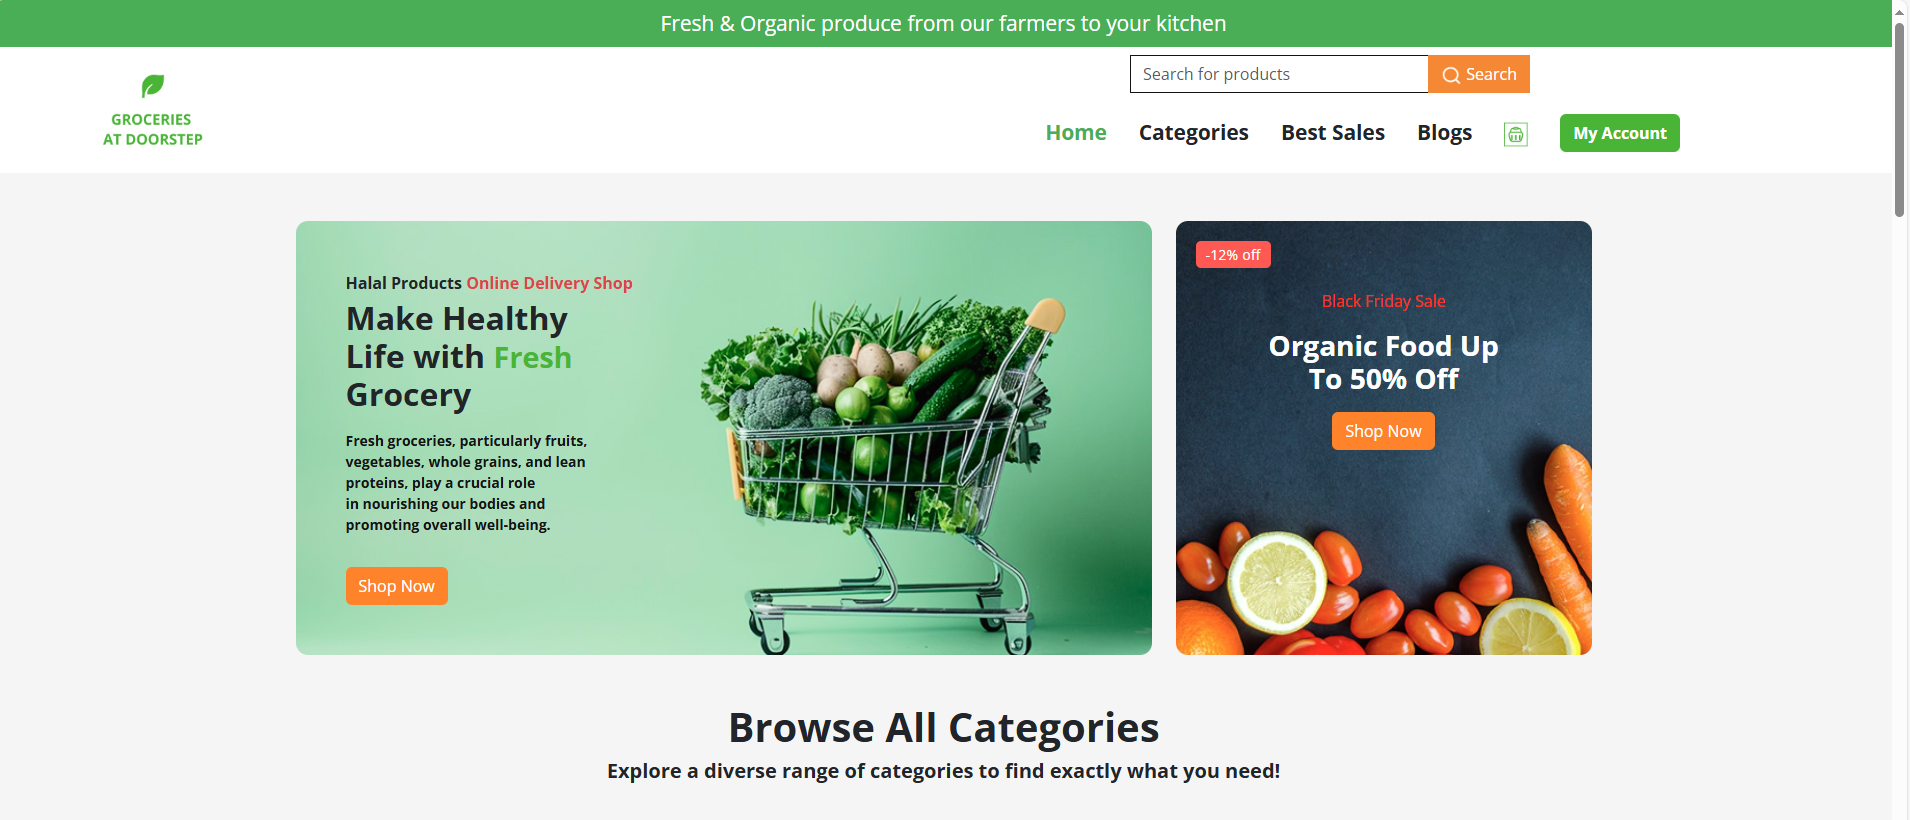 Fresh & Organic produce from our farmers to your kitchen
Search for products
Search
GROCERIES
AT DOORSTEP
Home
Categories
Best Sales
Blogs
My Account
Halal Products Online Delivery Shop
Make Healthy
Life with Fresh
Grocery
Fresh groceries, particularly fruits,
vegetables, whole grains, and lean
proteins, play a crucial role
in nourishing our bodies and
promoting overall well-being.
Shop Now
-12% off
Black Friday Sale
Organic Food Up
To 50% Off
Shop Now
Browse All Categories
Explore a diverse range of categories to find exactly what you need!